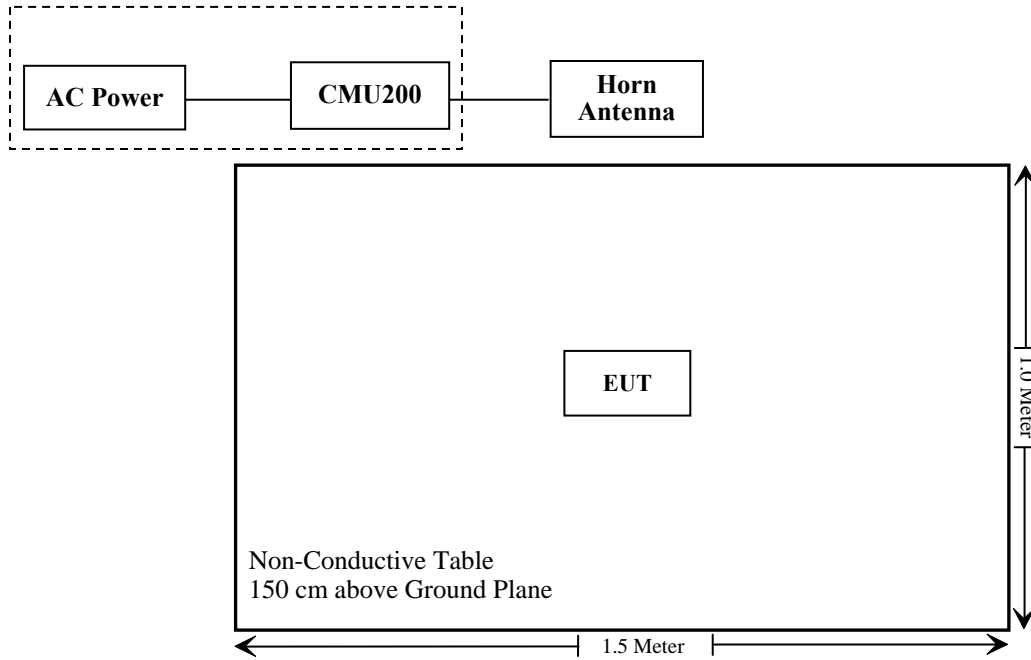 AC Power
CMU200
Horn
Antenna
EUT
1.0 Meter
Non-Conductive Table
150 cm above Ground Plane
1.5 Meter